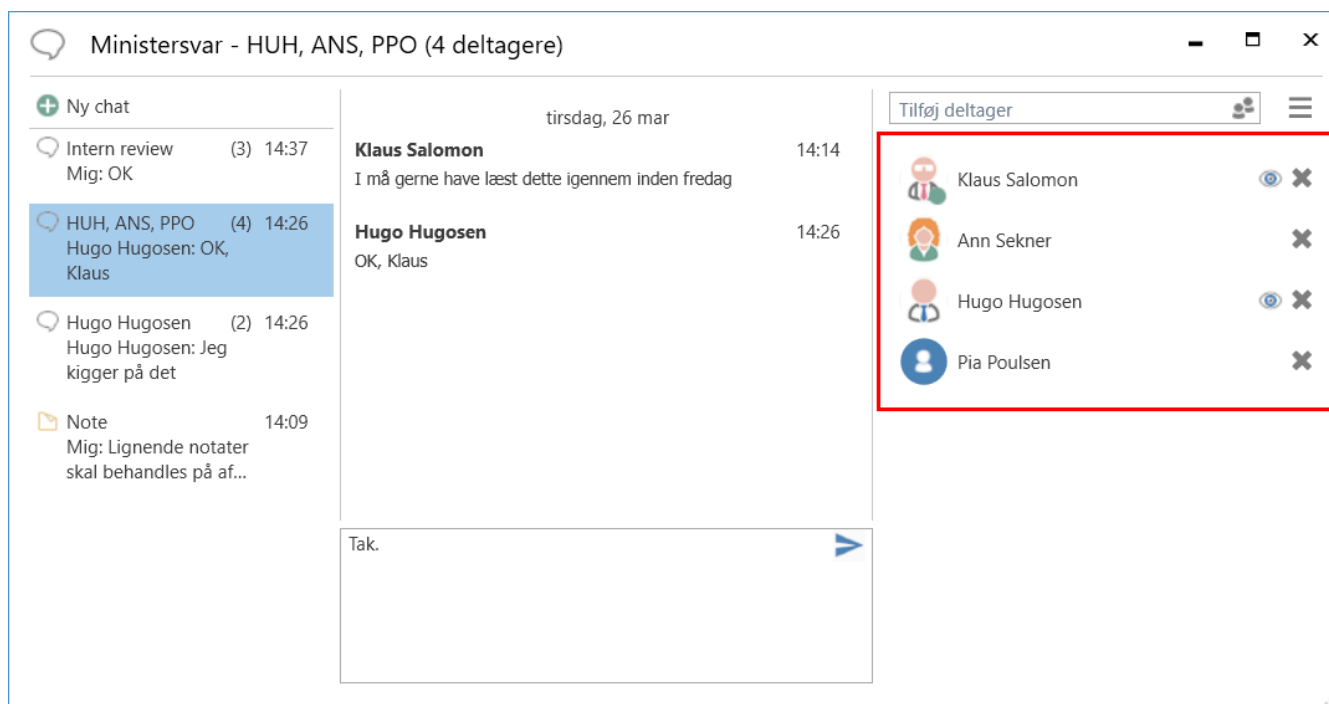 Ministersvar - HUH, ANS, PPO (4 deltagere)
Ny chat
Intern review (3) 14:37
Mig: OK
HUH, ANS, PPO (4) 14:26
Hugo Hugosen: OK,
Klaus
Hugo Hugosen (2) 14:26
Hugo Hugosen: Jeg
kigger på det
Note 14:09
Mig: Lignende notater
skal behandles på af...
tirsdag, 26 mar
Klaus Salomon 14:14
I må gerne have læst dette igennem inden fredag
Hugo Hugosen 14:26
OK, Klaus
Tak.
Tilføj deltager
Klaus Salomon
Ann Sekner
Hugo Hugosen
Pia Poulsen